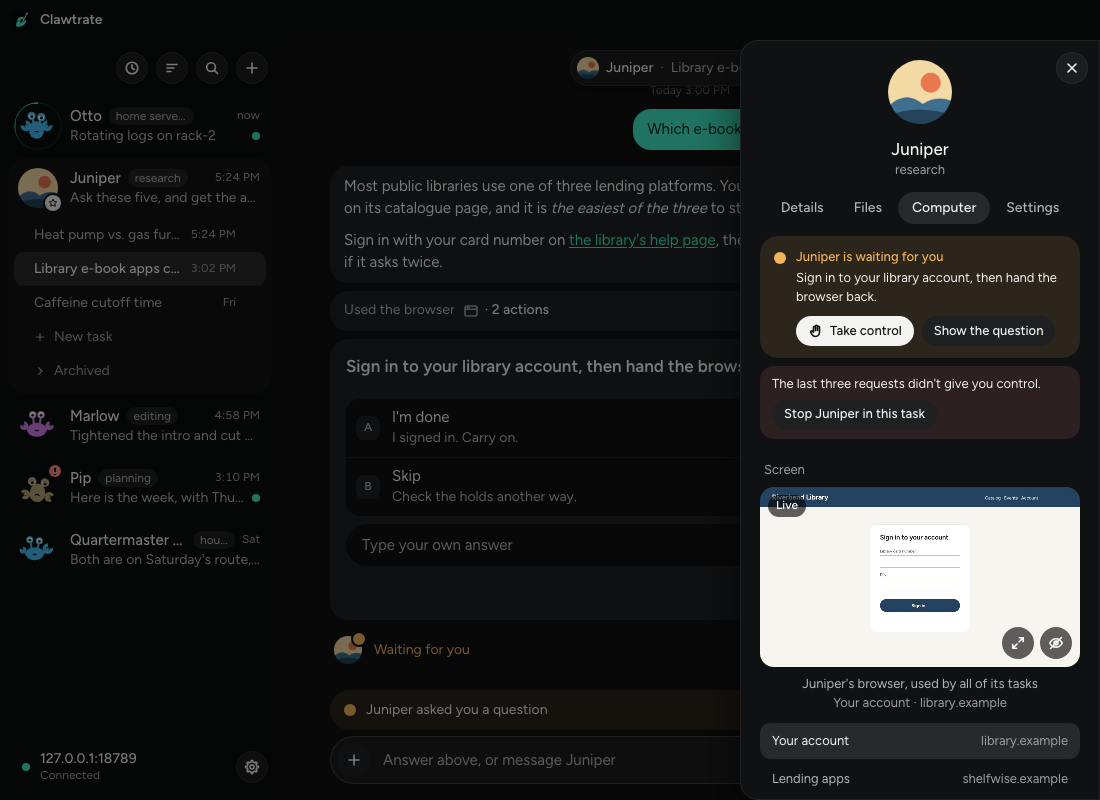 Clawtrate
Otto home serve... now
Rotating logs on rack-2
Juniper research 5:24 PM
Ask these five, and get the a...
Heat pump vs. gas fur... 5:24 PM
Library e-book apps c... 3:02 PM
Caffeine cutoff time Fri
New task
Archived
Marlow editing 4:58 PM
Tightened the intro and cut ...
Pip planning 3:10 PM
Here is the week, with Thu...
Quartermaster ... hou... Sat
Both are on Saturday's route,...
127.0.0.1:18789
Connected
Juniper · Library e-b
Today 3:00 PM
Which e-book
Most public libraries use one of three lending platforms. You
on its catalogue page, and it is the easiest of the three to st
Sign in with your card number on the library's help page, the
if it asks twice.
Used the browser · 2 actions
Sign in to your library account, then hand the brows
A I'm done
I signed in. Carry on.
B Skip
Check the holds another way.
Type your own answer
Waiting for you
Juniper asked you a question
Answer above, or message Juniper
Juniper
research
Details Files Computer Settings
Juniper is waiting for you
Sign in to your library account, then hand the
browser back.
Take control Show the question
The last three requests didn't give you control.
Stop Juniper in this task
Screen
Library Catalog Events Account
Live
Sign in to your account
Library card number
Sign in
Juniper's browser, used by all of its tasks
Your account · library.example
Your account library.example
Lending apps shelfwise.example